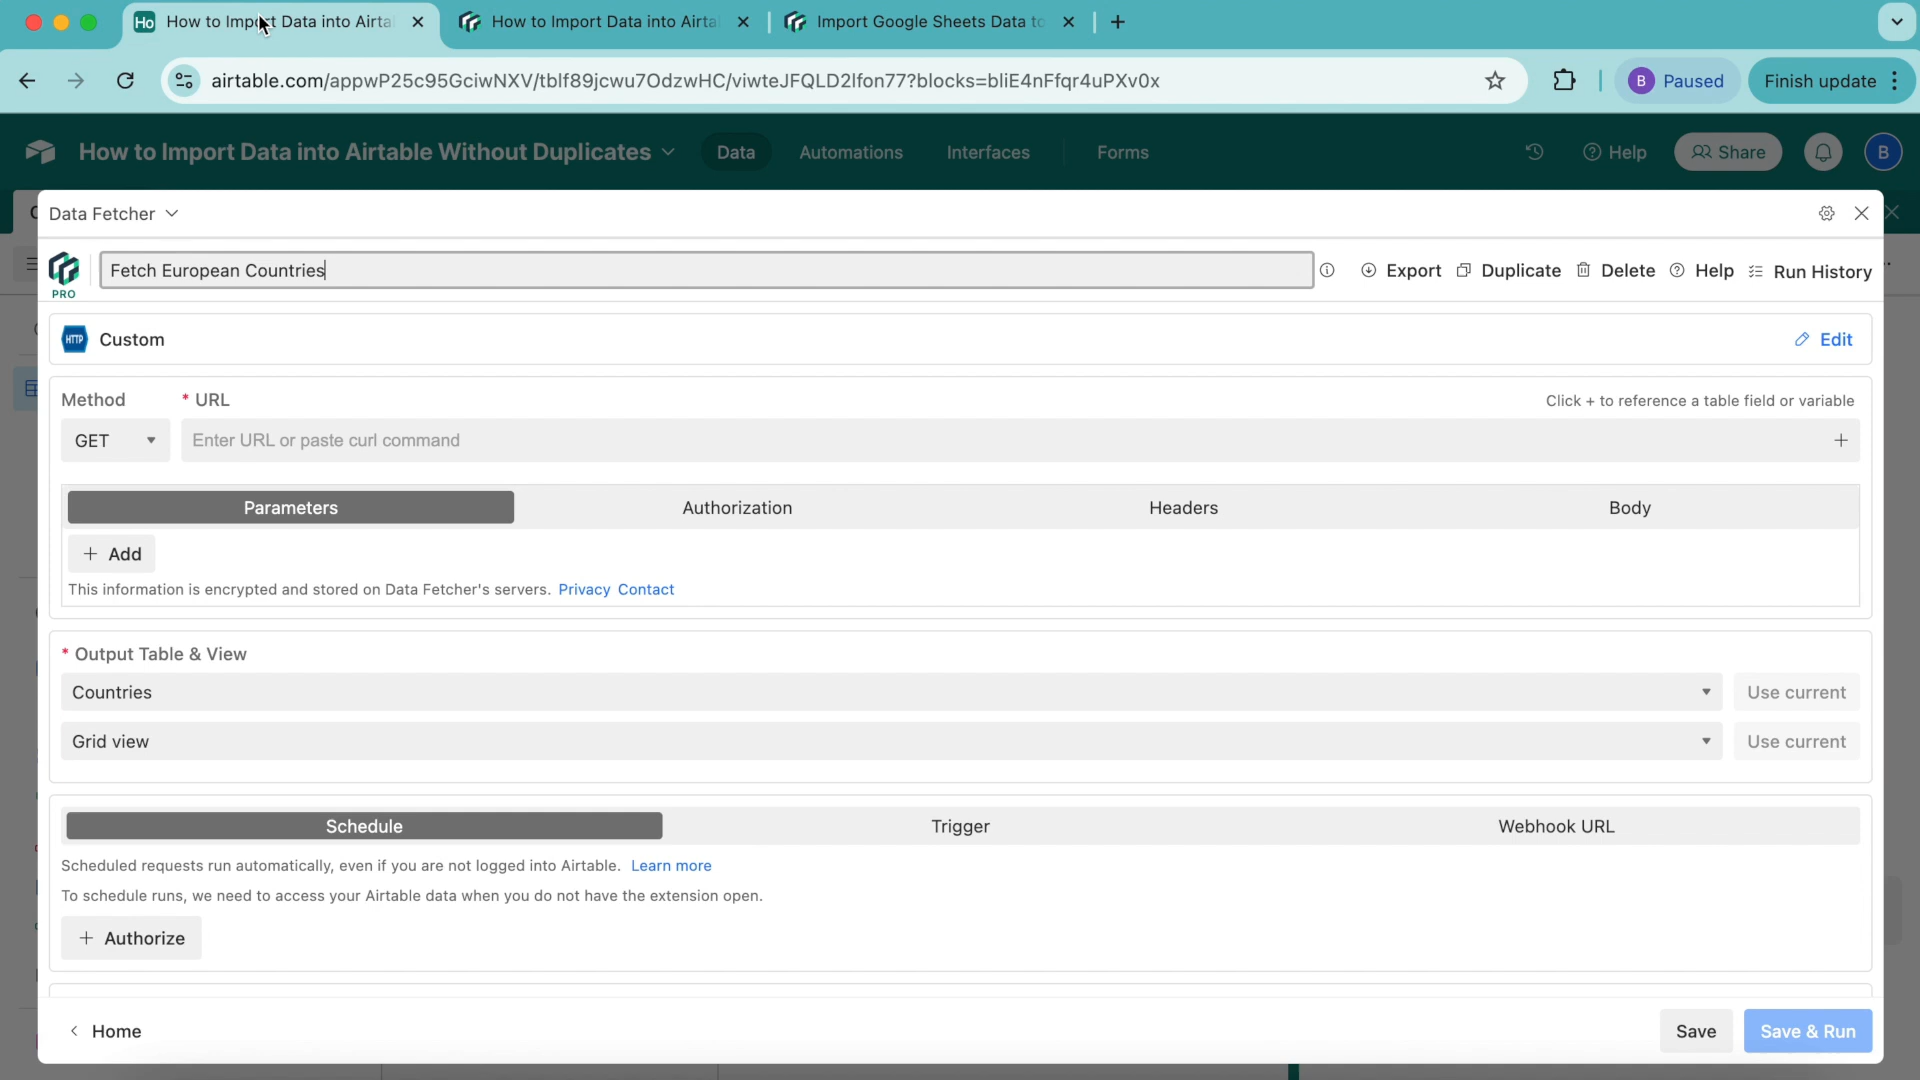 Ho How to Import Data into Airta
How to Import Data into Airta
Import Google Sheets Data to
airtable.com/appwP25c95GciwNXV/tblf89jcwu7OdzwHC/viwteJFQLD2lfon77?blocks=bliE4nFfqr4uPXv0x
B Paused
Finish update
How to Import Data into Airtable Without Duplicates
Data
Automations
Interfaces
Forms
Help
Share
B
Data Fetcher
PRO
Fetch European Countries
Export
Duplicate
Delete
Help
Run History
HTTP Custom
Edit
Method
* URL
Click + to reference a table field or variable
GET
Enter URL or paste curl command
Parameters
Authorization
Headers
Body
+ Add
This information is encrypted and stored on Data Fetcher's servers. Privacy Contact
* Output Table & View
Countries
Use current
Grid view
Use current
Schedule
Trigger
Webhook URL
Scheduled requests run automatically, even if you are not logged into Airtable. Learn more
To schedule runs, we need to access your Airtable data when you do not have the extension open.
+ Authorize
< Home
Save
Save & Run